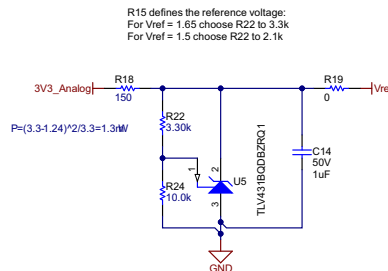 R15 defines the reference voltage:
For Vref = 1.65 choose R22 to 3.3k
For Vref = 1.5 choose R22 to 2.1k
3V3_Analog
R18
150
R19
0
Vre
P=(3.3-1.24)^2/3.3=1.3mW
R22
3.30k
1
2
U5
3
TLV431BQDBZRQ1
C14
50V
1uF
R24
10.0k
GND